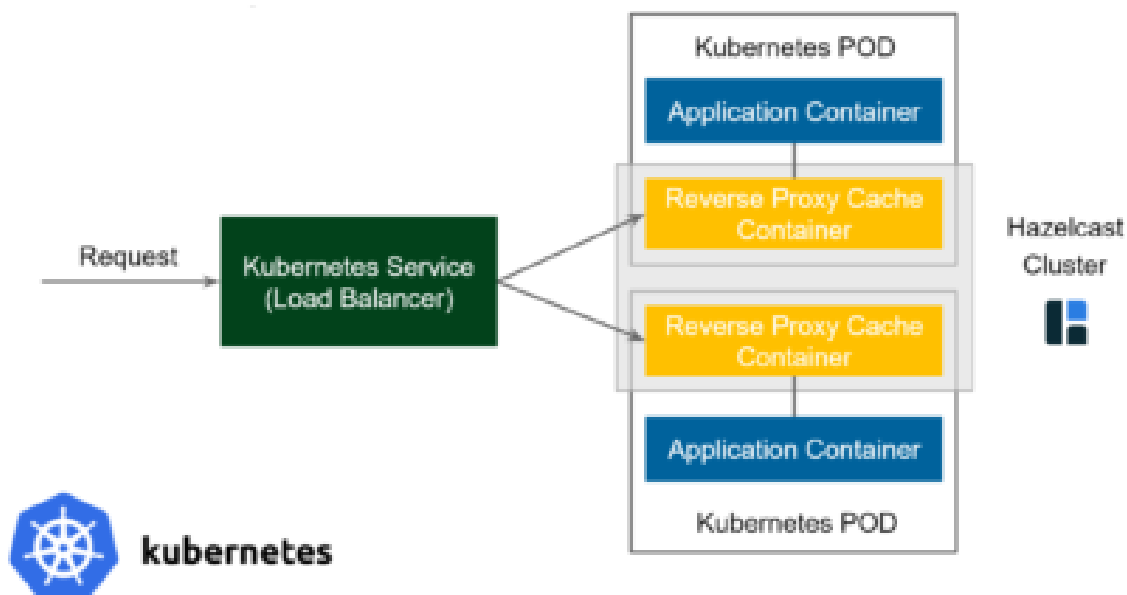 Kubernetes POD
Application Container
Reverse Proxy Cache
Container
Request
Kubernetes Service
(Load Balancer)
Hazelcast
Cluster
Reverse Proxy Cache
Container
Application Container
Kubernetes POD
kubernetes